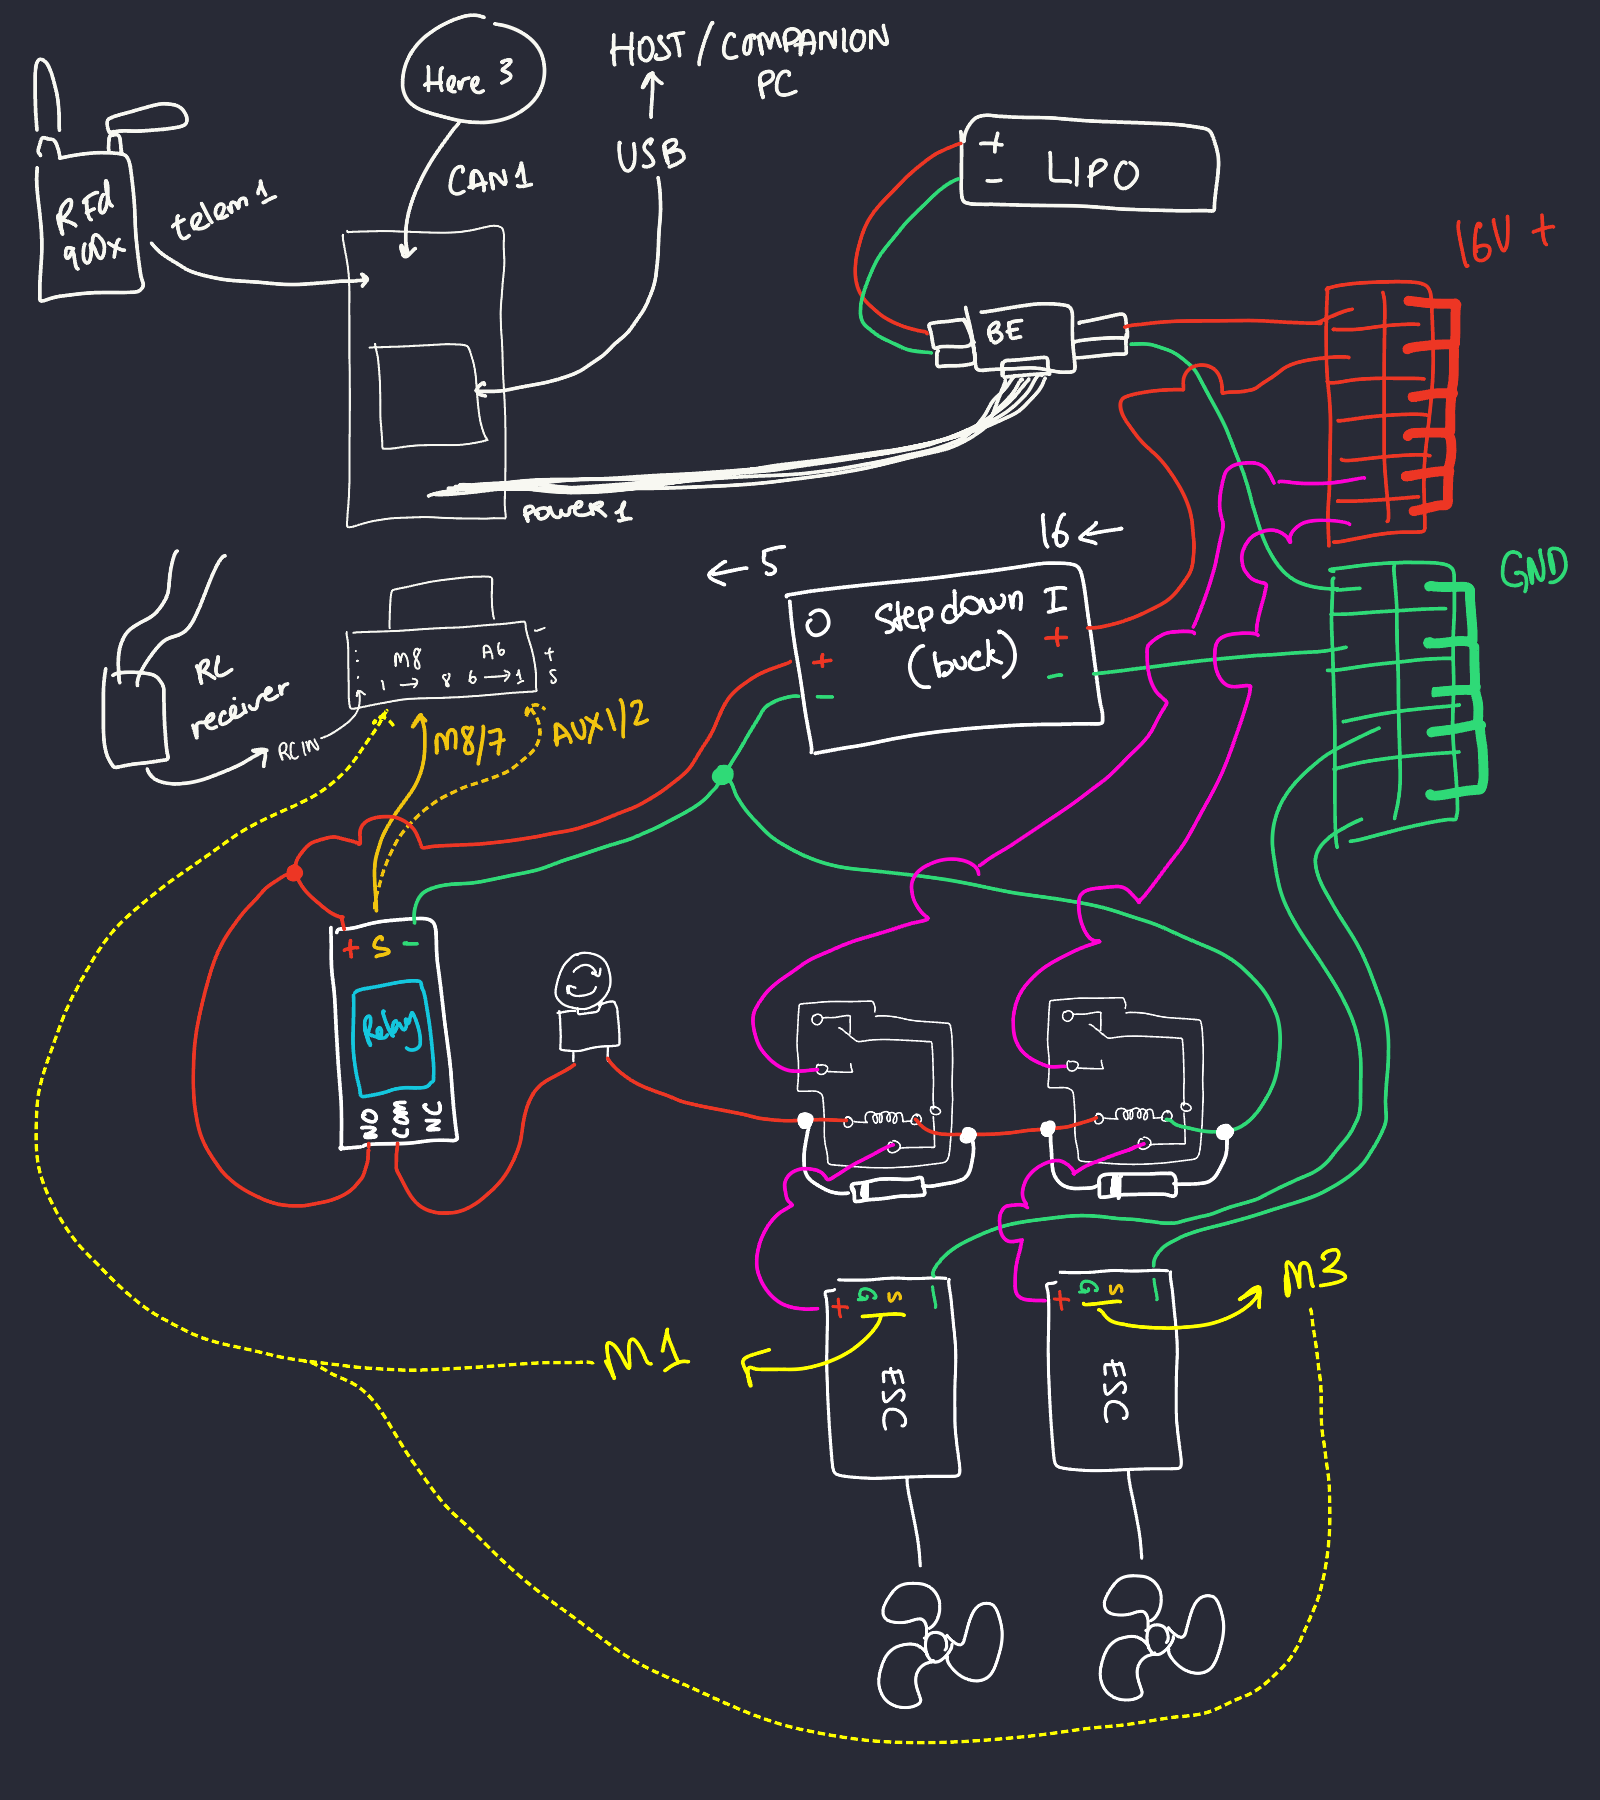 Here 3
HOST / COMPANION
PC
USB
CAN1
RFd
900x
telem 1
+
-
LIPO
16V +
BE
POWER 1
16 ←
← 5
O
Step down
(buck)
I
+
-
+
-
GND
RC
receiver
RC IN
M8
A6
1 → 8
6 → 1
-
+
S
M8/7
AUX 1/2
+ S -
Relay
NO
COM
NC
M1
M3
+ G S -
ESC
+ G S -
ESC